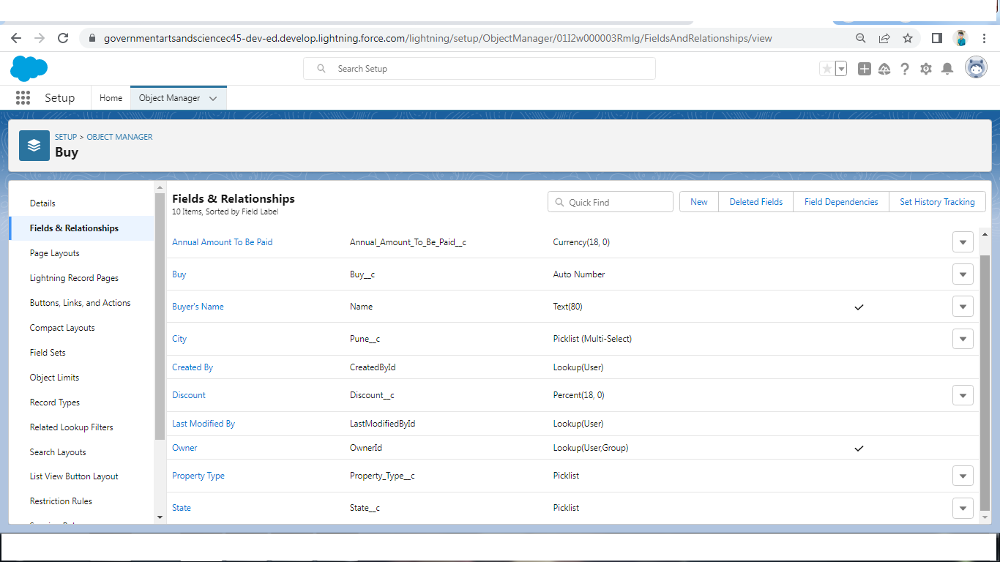 governmentartsandsciencec45-dev-ed.develop.lightning.force.com/lightning/setup/ObjectManager/01I2w000003RmIg/FieldsAndRelationships/view
Search Setup
Setup
Home
Object Manager
SETUP > OBJECT MANAGER
Buy
Details
Fields & Relationships
Page Layouts
Lightning Record Pages
Buttons, Links, and Actions
Compact Layouts
Field Sets
Object Limits
Record Types
Related Lookup Filters
Search Layouts
List View Button Layout
Restriction Rules
Fields & Relationships
10 Items, Sorted by Field Label
Quick Find
New
Deleted Fields
Field Dependencies
Set History Tracking
Annual Amount To Be Paid Annual_Amount_To_Be_Paid__c Currency(18, 0)
Buy Buy__c Auto Number
Buyer's Name Name Text(80)
City Pune__c Picklist (Multi-Select)
Created By CreatedById Lookup(User)
Discount Discount__c Percent(18, 0)
Last Modified By LastModifiedById Lookup(User)
Owner OwnerId Lookup(User,Group)
Property Type Property_Type__c Picklist
State State__c Picklist